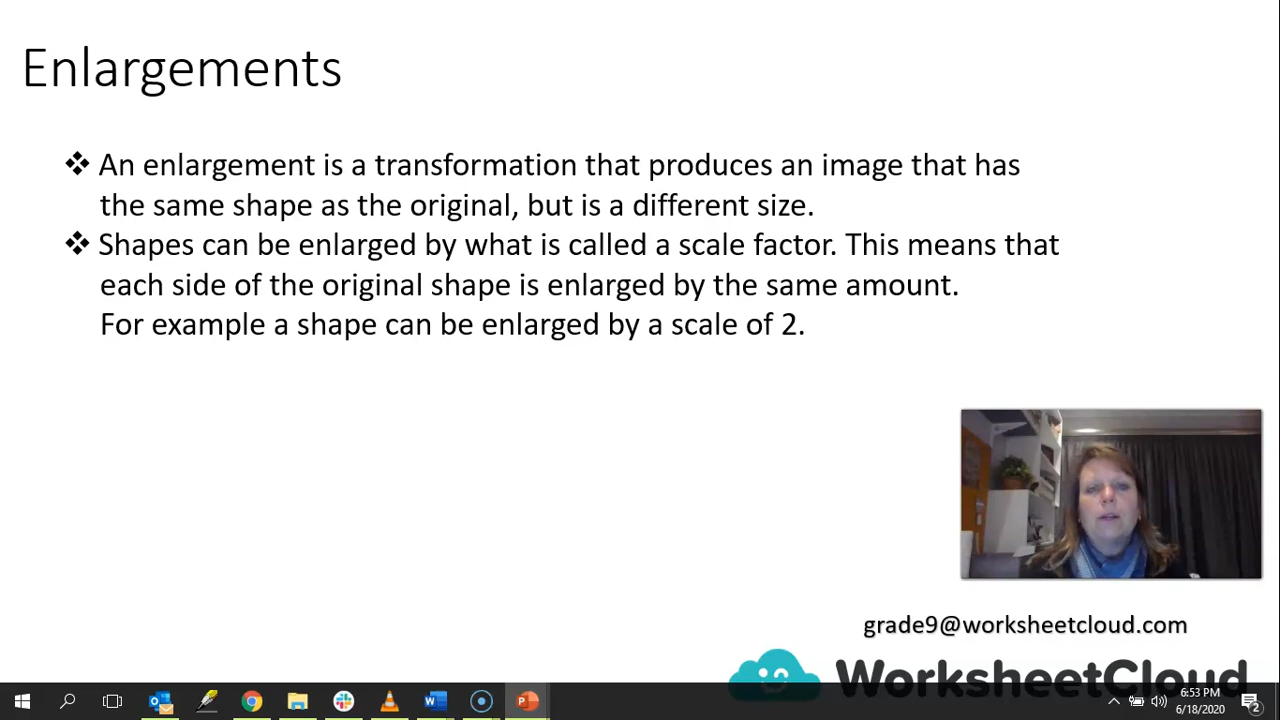 Enlargements
❖ An enlargement is a transformation that produces an image that has
the same shape as the original, but is a different size.
❖ Shapes can be enlarged by what is called a scale factor. This means that
each side of the original shape is enlarged by the same amount.
For example a shape can be enlarged by a scale of 2.
grade9@worksheetcloud.com
WorksheetCloud
6:53 PM
6/18/2020
2